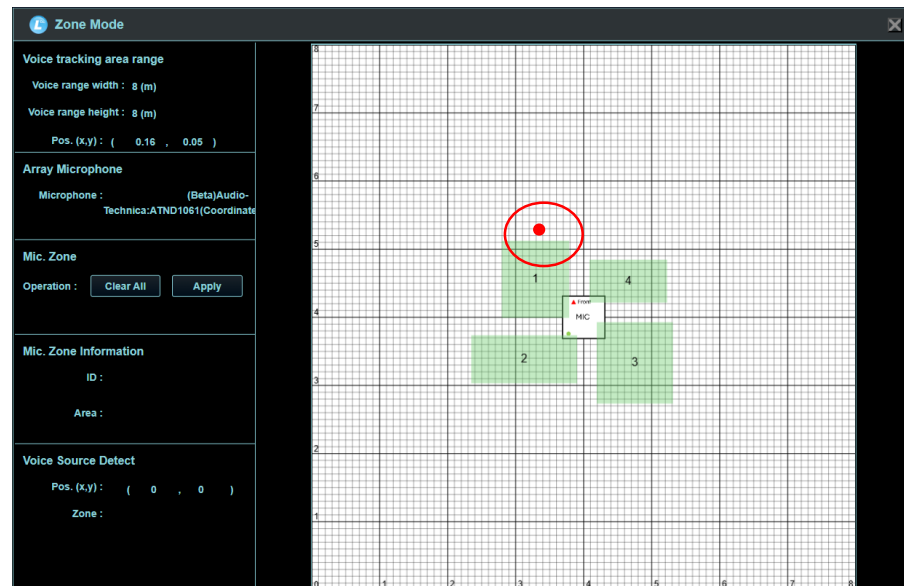 Zone Mode
Voice tracking area range
Voice range width : 8 (m)
Voice range height : 8 (m)
Pos. (x,y) : ( 0.16 , 0.05 )
Array Microphone
Microphone : (Beta)Audio-
Technica:ATND1061(Coordinate
Mic. Zone
Operation : Clear All Apply
Mic. Zone Information
ID :
Area :
Voice Source Detect
Pos. (x,y) : ( 0 , 0 )
Zone :
8
7
6
5
1 4
Front
4 MIC
2 3
3
2
1
0 1 2 3 4 5 6 7 8